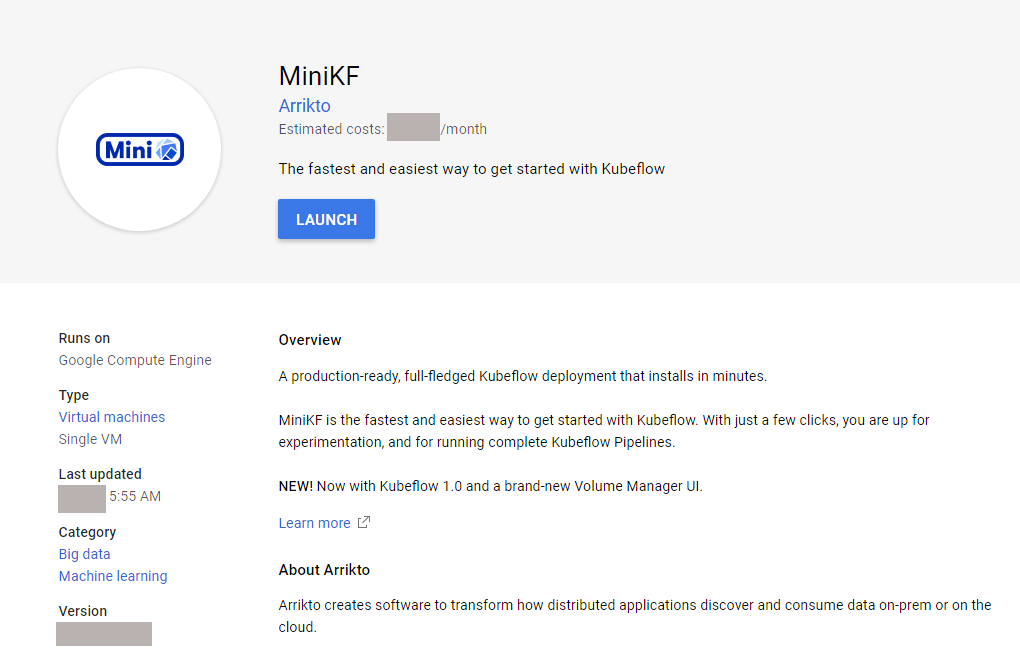 Mini
MiniKF
Arrikto
Estimated costs: /month
The fastest and easiest way to get started with Kubeflow
LAUNCH
Runs on
Google Compute Engine
Type
Virtual machines
Single VM
Last updated
5:55 AM
Category
Big data
Machine learning
Version
Overview
A production-ready, full-fledged Kubeflow deployment that installs in minutes.
MiniKF is the fastest and easiest way to get started with Kubeflow. With just a few clicks, you are up for
experimentation, and for running complete Kubeflow Pipelines.
NEW! Now with Kubeflow 1.0 and a brand-new Volume Manager UI.
Learn more
About Arrikto
Arrikto creates software to transform how distributed applications discover and consume data on-prem or on the
cloud.